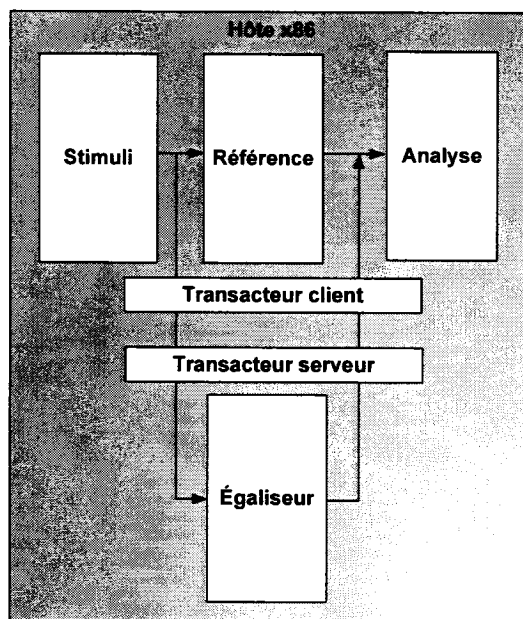 Hôte x86
Stimuli
Référence
Analyse
Transacteur client
Transacteur serveur
Égaliseur